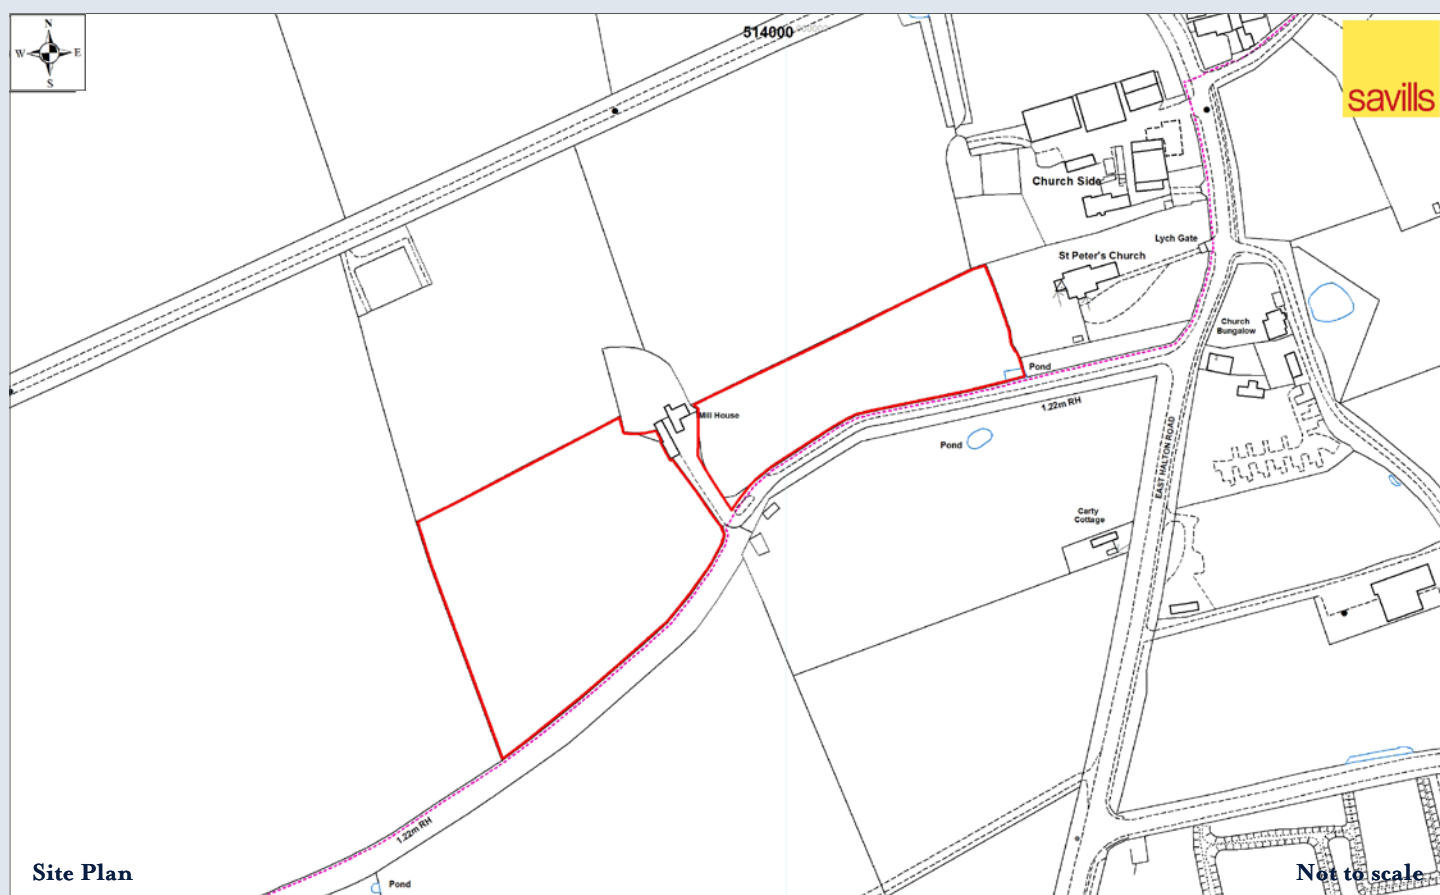 N
W E
S
514000
savills
Church Side
Lych Gate
St Peter's Church
Church
Bungalow
Pond
1.22m RH
Mill House
Pond
EAST HALTON ROAD
Carty
Cottage
1.22m RH
Pond
Site Plan
Not to scale